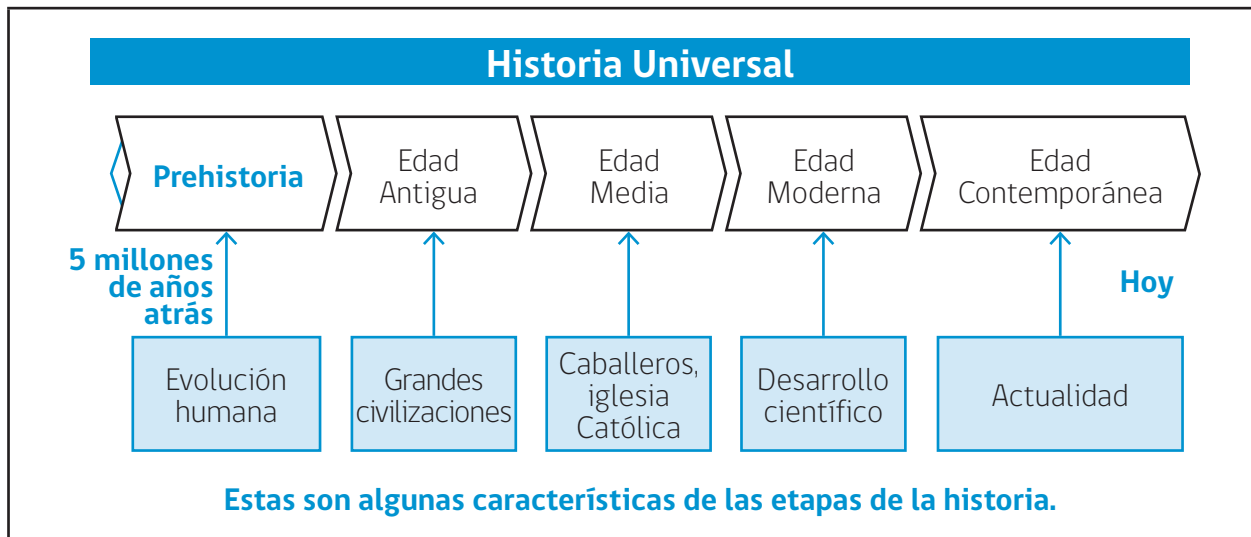 Historia Universal
Prehistoria
Edad
Antigua
Edad
Media
Edad
Moderna
Edad
Contemporánea
5 millones
de años
atrás
Hoy
Evolución
humana
Grandes
civilizaciones
Caballeros,
iglesia
Católica
Desarrollo
científico
Actualidad
Estas son algunas características de las etapas de la historia.